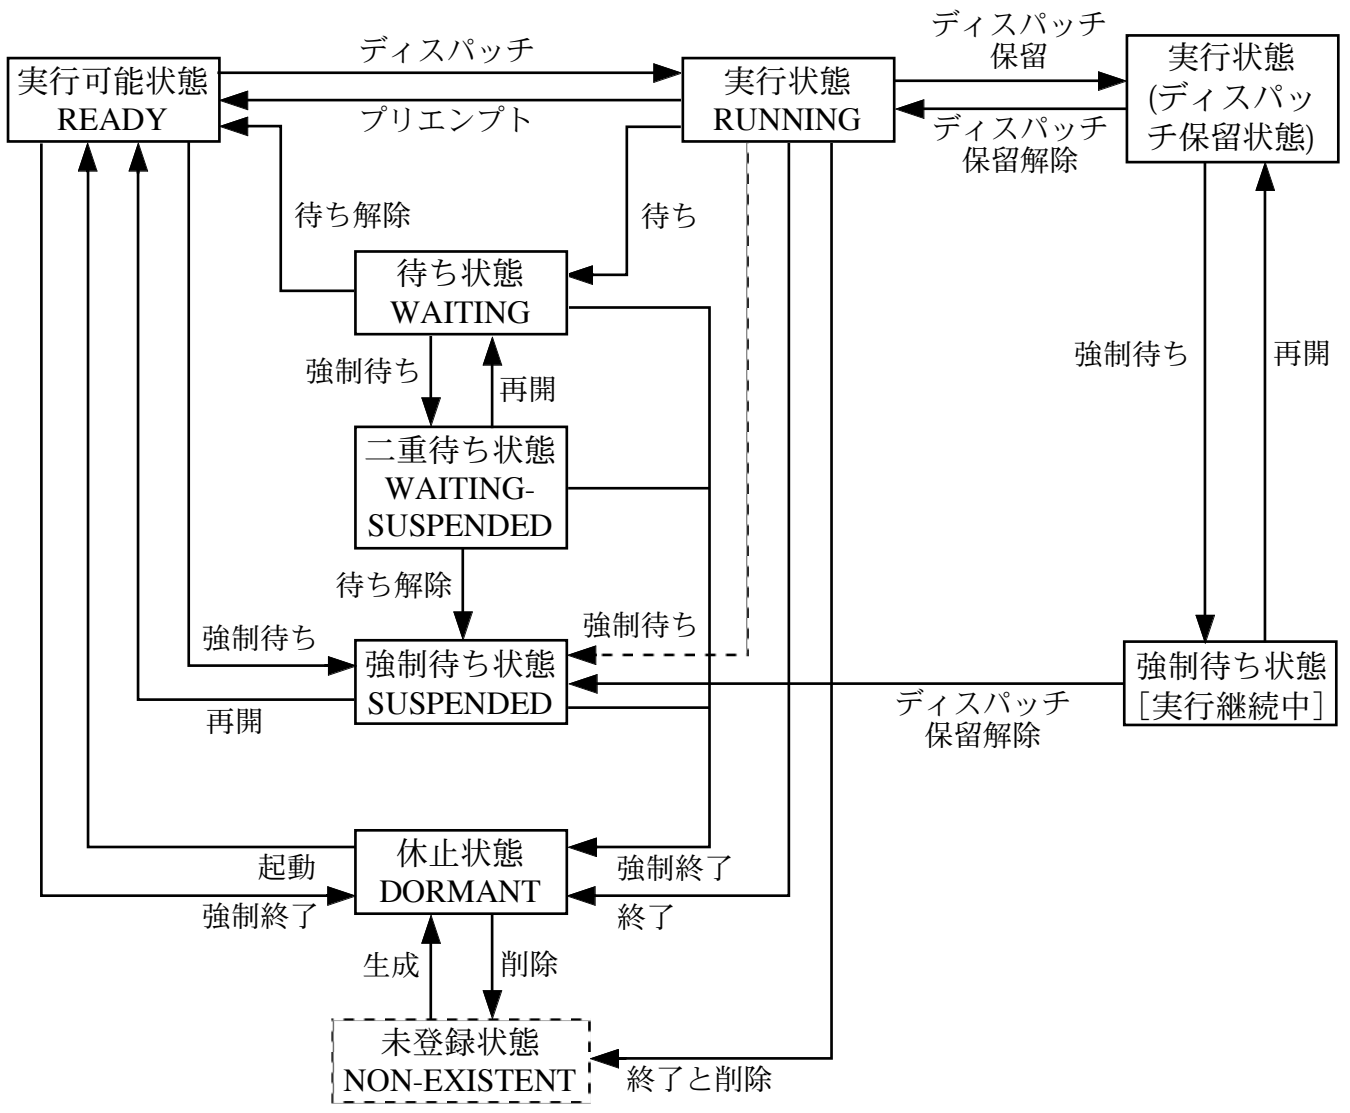 ディスパッチ
ディスパッチ
保留
実行可能状態
READY
実行状態
RUNNING
実行状態
(ディスパッ
チ保留状態)
プリエンプト
ディスパッチ
保留解除
待ち解除
待ち
待ち状態
WAITING
強制待ち
再開
強制待ち
再開
二重待ち状態
WAITING-
SUSPENDED
待ち解除
強制待ち
強制待ち
強制待ち状態
SUSPENDED
強制待ち状態
［実行継続中］
再開
ディスパッチ
保留解除
休止状態
DORMANT
起動
強制終了
強制終了
終了
生成
削除
未登録状態
NON-EXISTENT
終了と削除